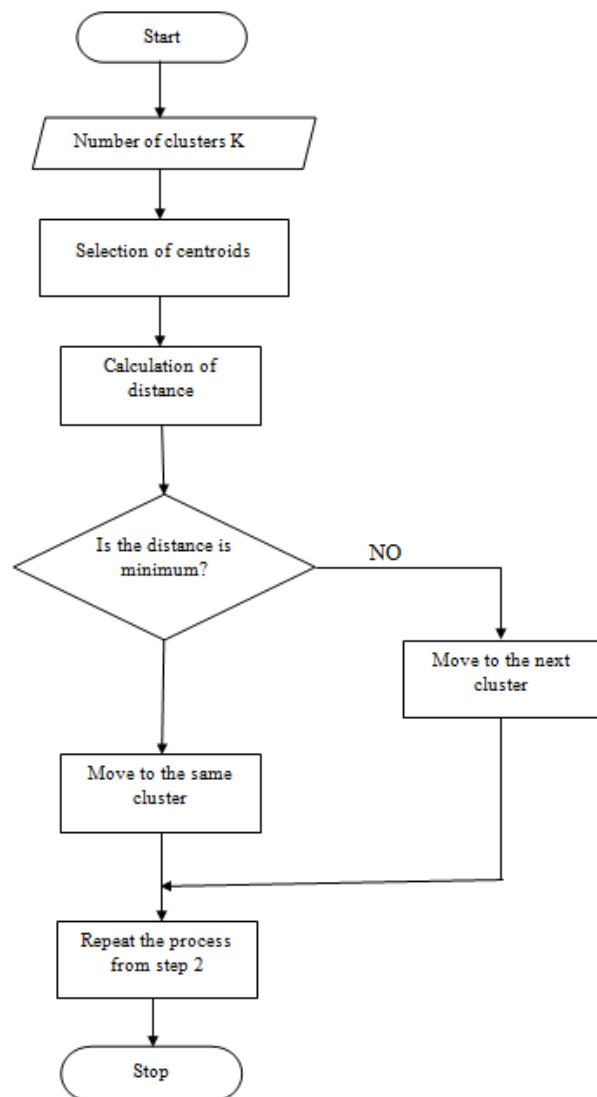 Start
Number of clusters K
Selection of centroids
Calculation of
distance
Is the distance is
minimum?
NO
Move to the next
cluster
Move to the same
cluster
Repeat the process
from step 2
Stop